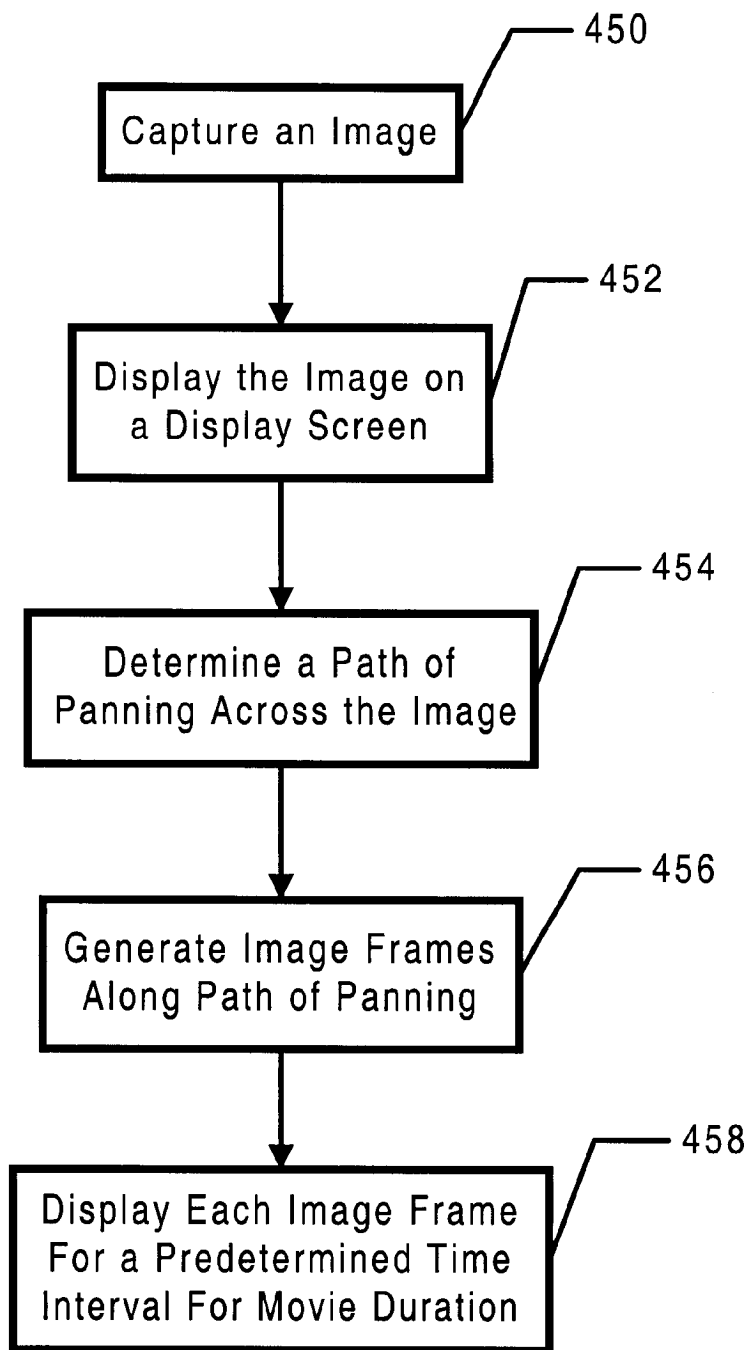 450
Capture an Image
452
Display the Image on
a Display Screen
454
Determine a Path of
Panning Across the Image
456
Generate Image Frames
Along Path of Panning
458
Display Each Image Frame
For a Predetermined Time
Interval For Movie Duration